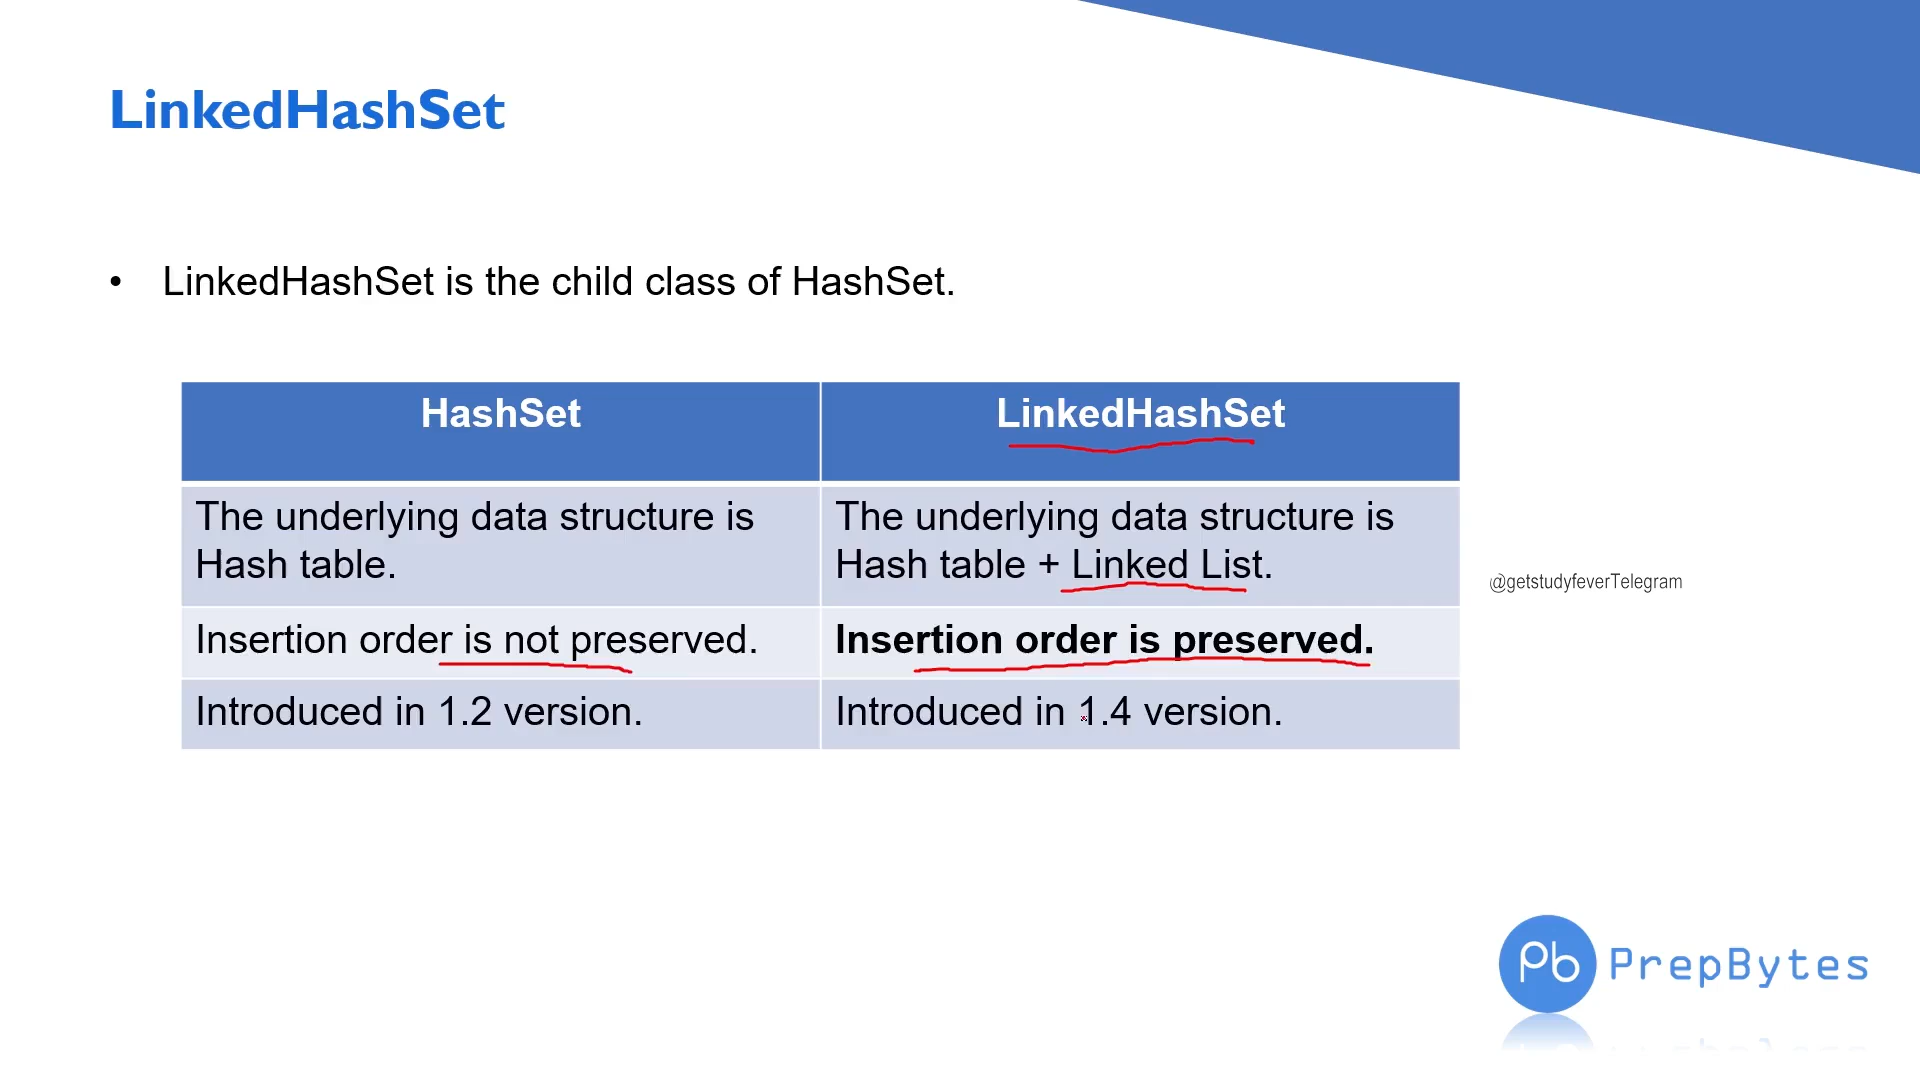 LinkedHashSet
• LinkedHashSet is the child class of HashSet.
HashSet
LinkedHashSet
The underlying data structure is
Hash table.
The underlying data structure is
Hash table + Linked List.
Insertion order is not preserved.
Insertion order is preserved.
Introduced in 1.2 version.
Introduced in 1.4 version.
@getstudyfeverTelegram
Pb PrepBytes